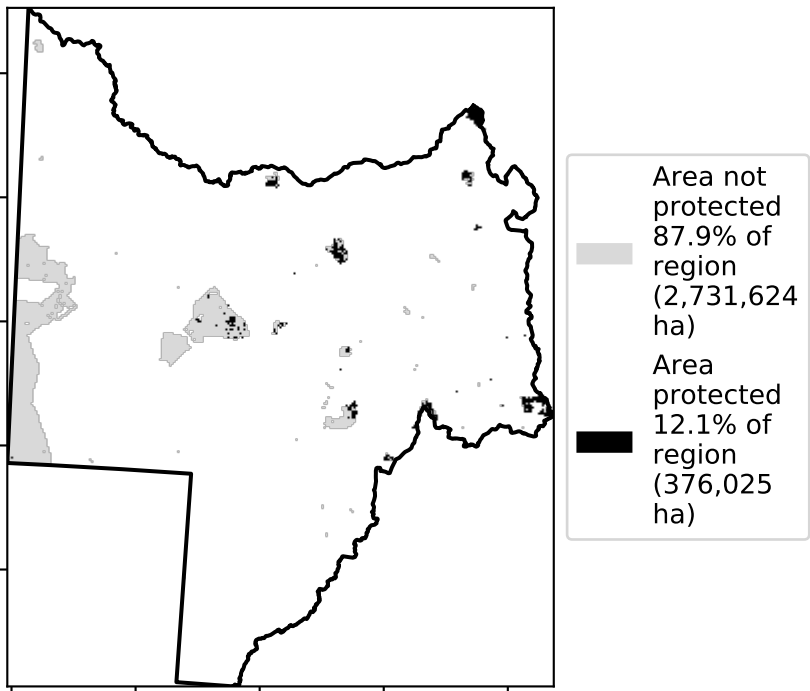 Area not
protected
87.9% of
region
(2,731,624
ha)
Area
protected
12.1% of
region
(376,025
ha)